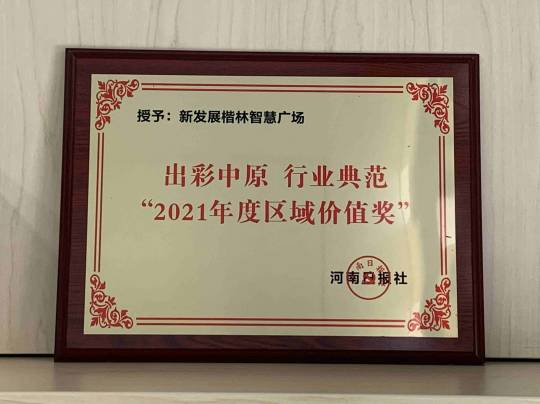 授予：新发展楷林智慧广场
出彩中原 行业典范
“2021年度区域价值奖”
河南日报社